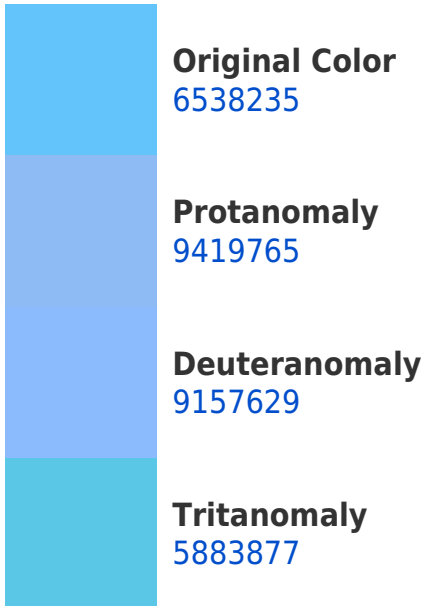 Original Color
6538235
Protanomaly
9419765
Deuteranomaly
9157629
Tritanomaly
5883877